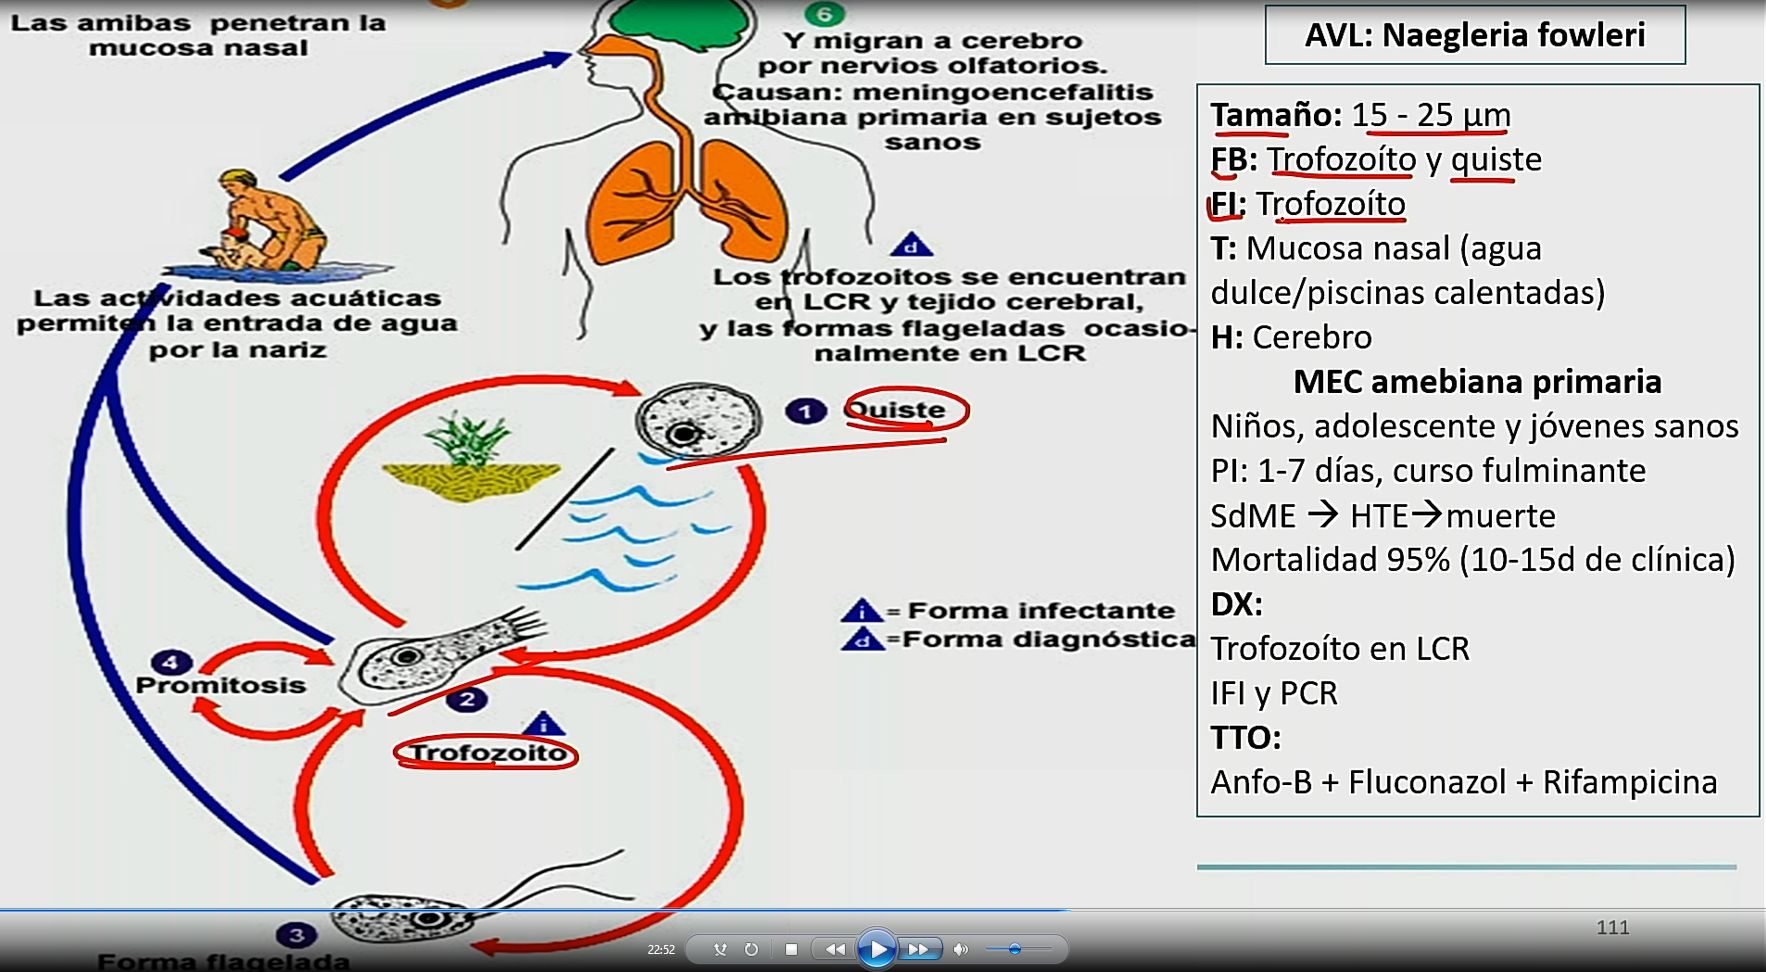 Las amibas penetran la
mucosa nasal
6
Y migran a cerebro
por nervios olfatorios.
Causan: meningoencefalitis
amibiana primaria en sujetos
sanos
d
Los trofozoitos se encuentran
en LCR y tejido cerebral,
y las formas flageladas ocasio-
nalmente en LCR
Las actividades acuáticas
permiten la entrada de agua
por la nariz
1 Quiste
i = Forma infectante
d =Forma diagnóstica
4
Promitosis
2
i
Trofozoito
3
Forma flagelada
AVL: Naegleria fowleri
Tamaño: 15 - 25 µm
FB: Trofozoíto y quiste
FI: Trofozoíto
T: Mucosa nasal (agua
dulce/piscinas calentadas)
H: Cerebro
MEC amebiana primaria
Niños, adolescente y jóvenes sanos
PI: 1-7 días, curso fulminante
SdME → HTE→muerte
Mortalidad 95% (10-15d de clínica)
DX:
Trofozoíto en LCR
IFI y PCR
TTO:
Anfo-B + Fluconazol + Rifampicina
111
22:52